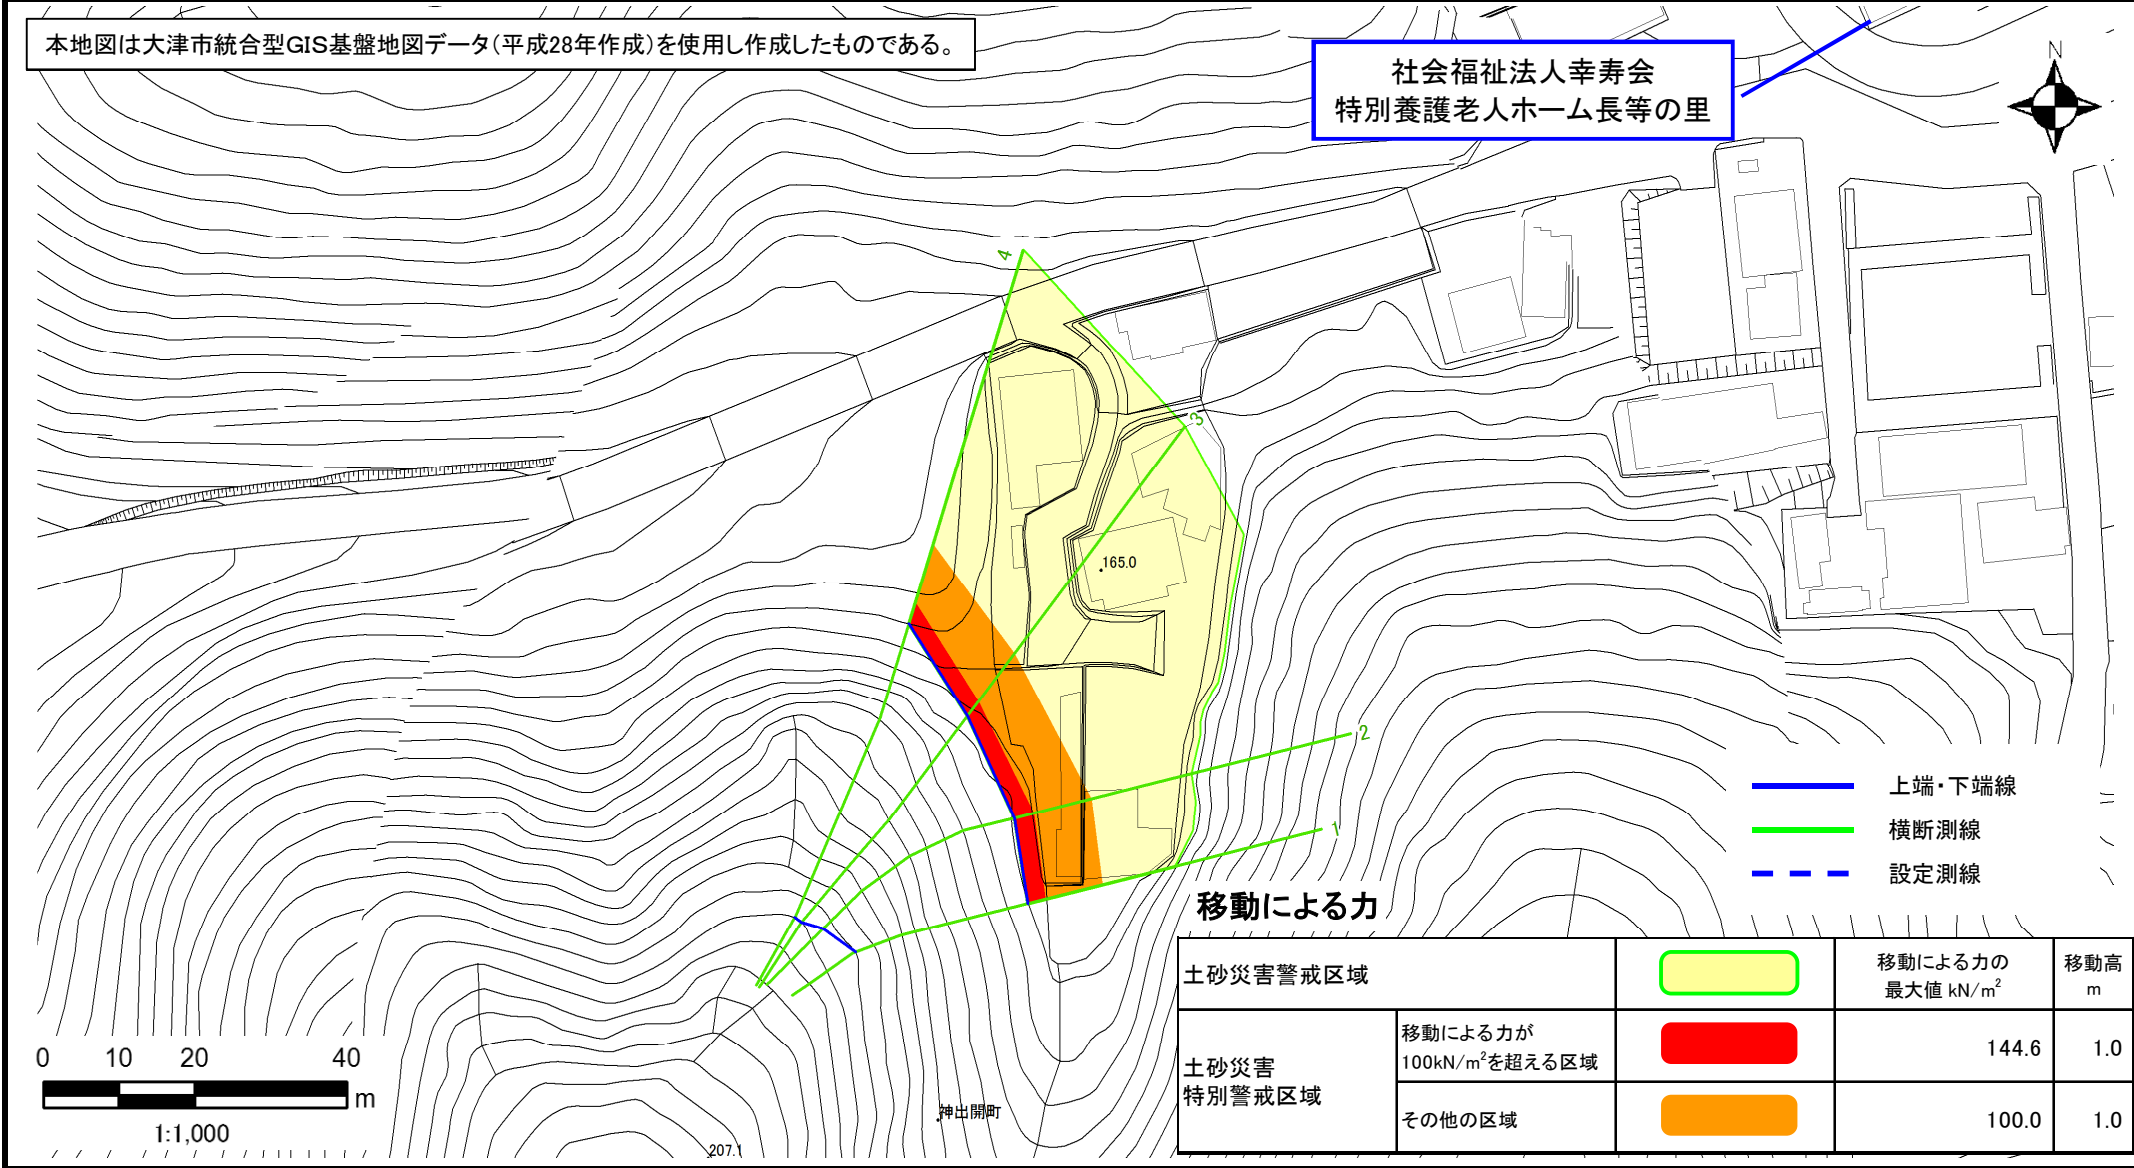 本地図は大津市統合型GIS基盤地図データ(平成28年作成)を使用し作成したものである。
社会福祉法人幸寿会
特別養護老人ホーム長等の里
N
4
3
165.0
2
1
上端・下端線
横断測線
設定測線
移動による力
土砂災害警戒区域
移動による力の
最大値 kN/m²
移動高
m
土砂災害
特別警戒区域
移動による力が
100kN/m²を超える区域
144.6
1.0
その他の区域
100.0
1.0
0 10 20 40
m
1:1,000
神出開町
207.1